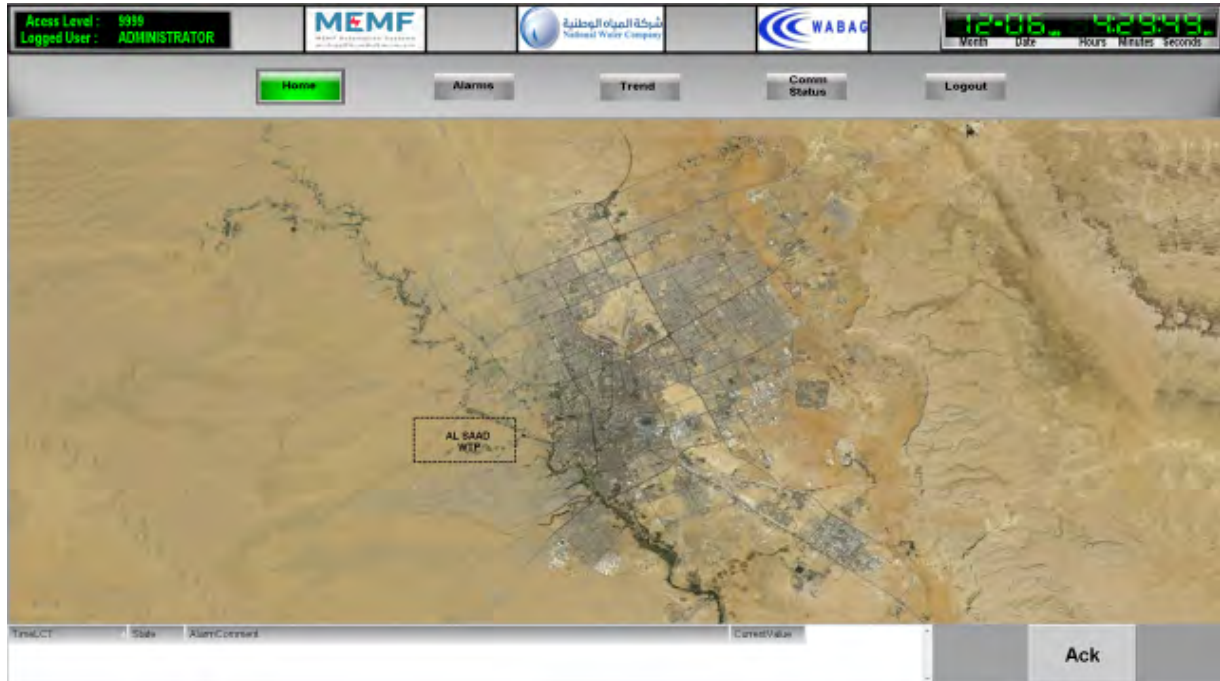 Acess Level : 9999
Logged User : ADMINISTRATOR
MEMF
شركة المياه الوطنية
National Water Company
WABAG
12-06
4:29:49
Month Date Hours Minutes Seconds
Home
Alarms
Trend
Comm
Status
Logout
AL SAAD
WTP
TimeLCT State AlarmComment CurrentValue
Ack